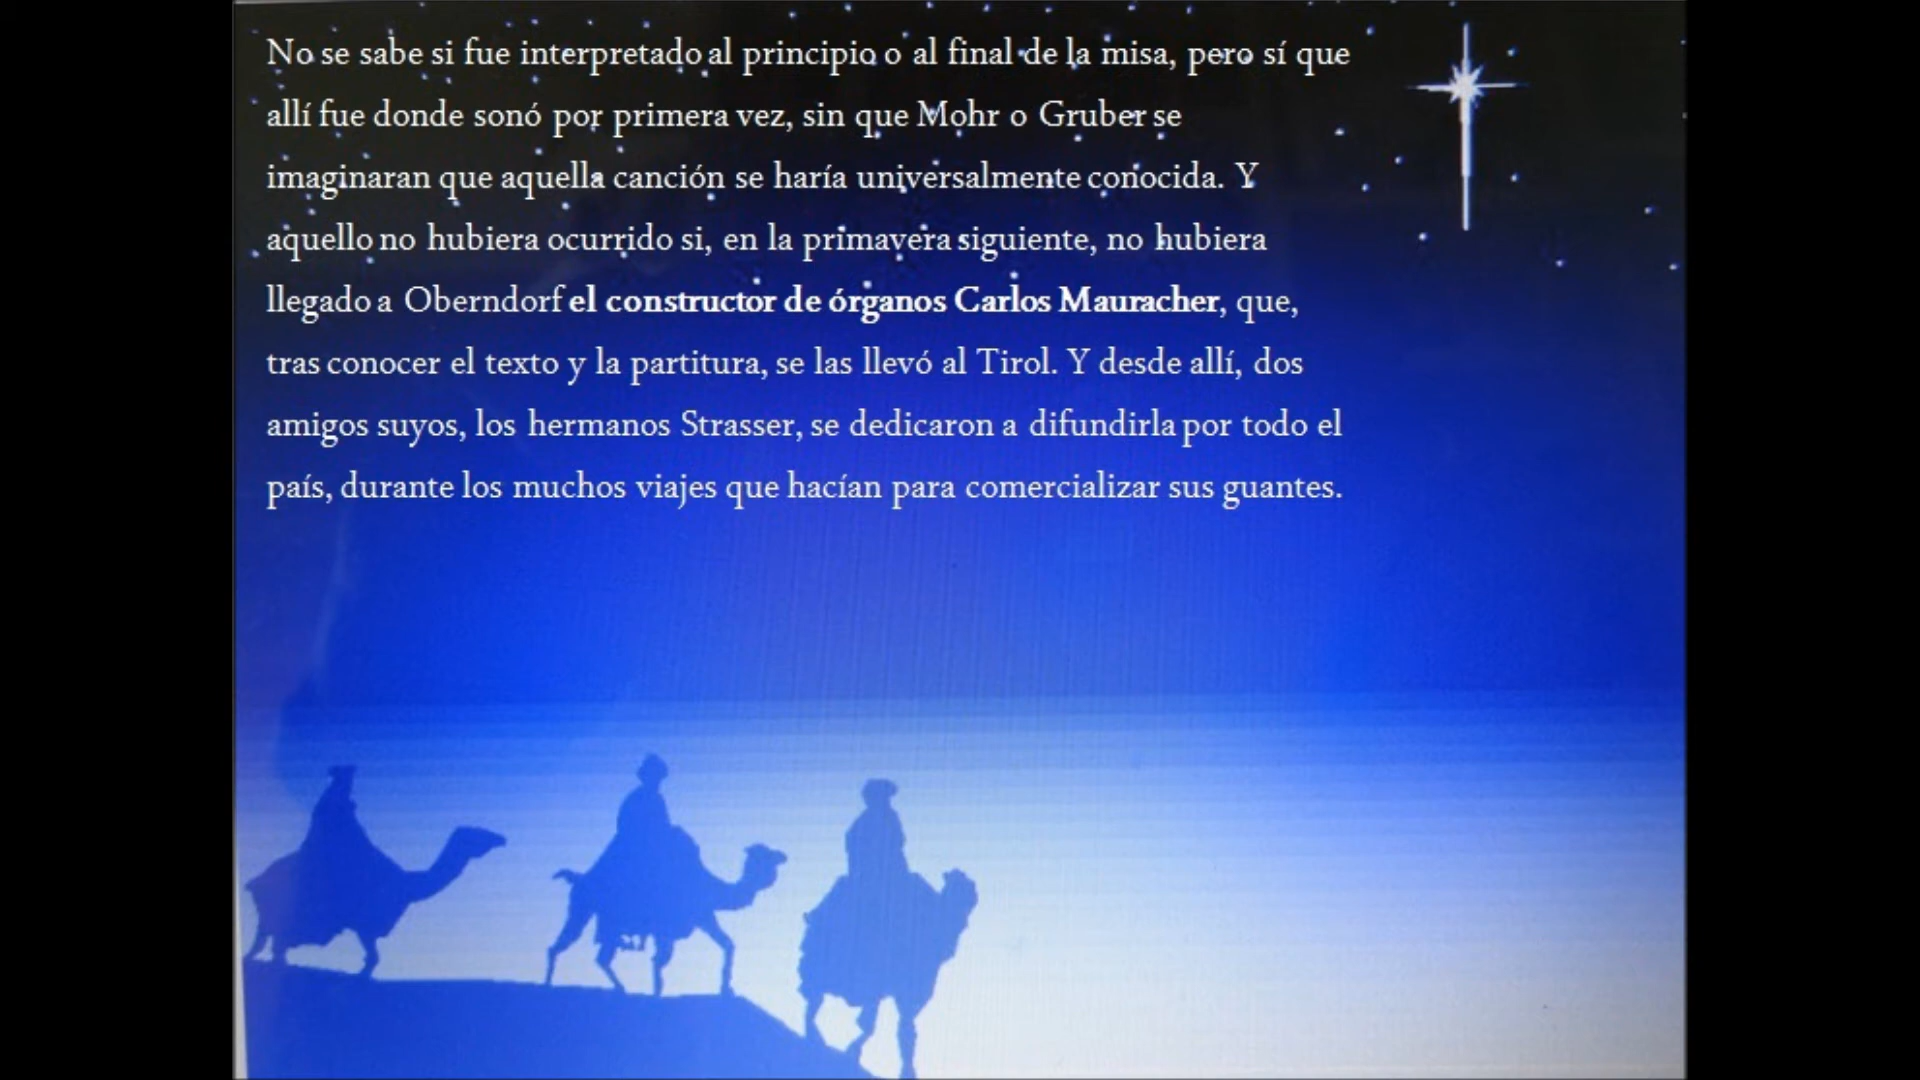 No se sabe si fue interpretado al principio o al final de la misa, pero sí que
allí fue donde sonó por primera vez, sin que Mohr o Gruber se
imaginaran que aquella canción se haría universalmente conocida. Y
aquello no hubiera ocurrido si, en la primavera siguiente, no hubiera
llegado a Oberndorf el constructor de órganos Carlos Mauracher, que,
tras conocer el texto y la partitura, se las llevó al Tirol. Y desde allí, dos
amigos suyos, los hermanos Strasser, se dedicaron a difundirla por todo el
país, durante los muchos viajes que hacían para comercializar sus guantes.